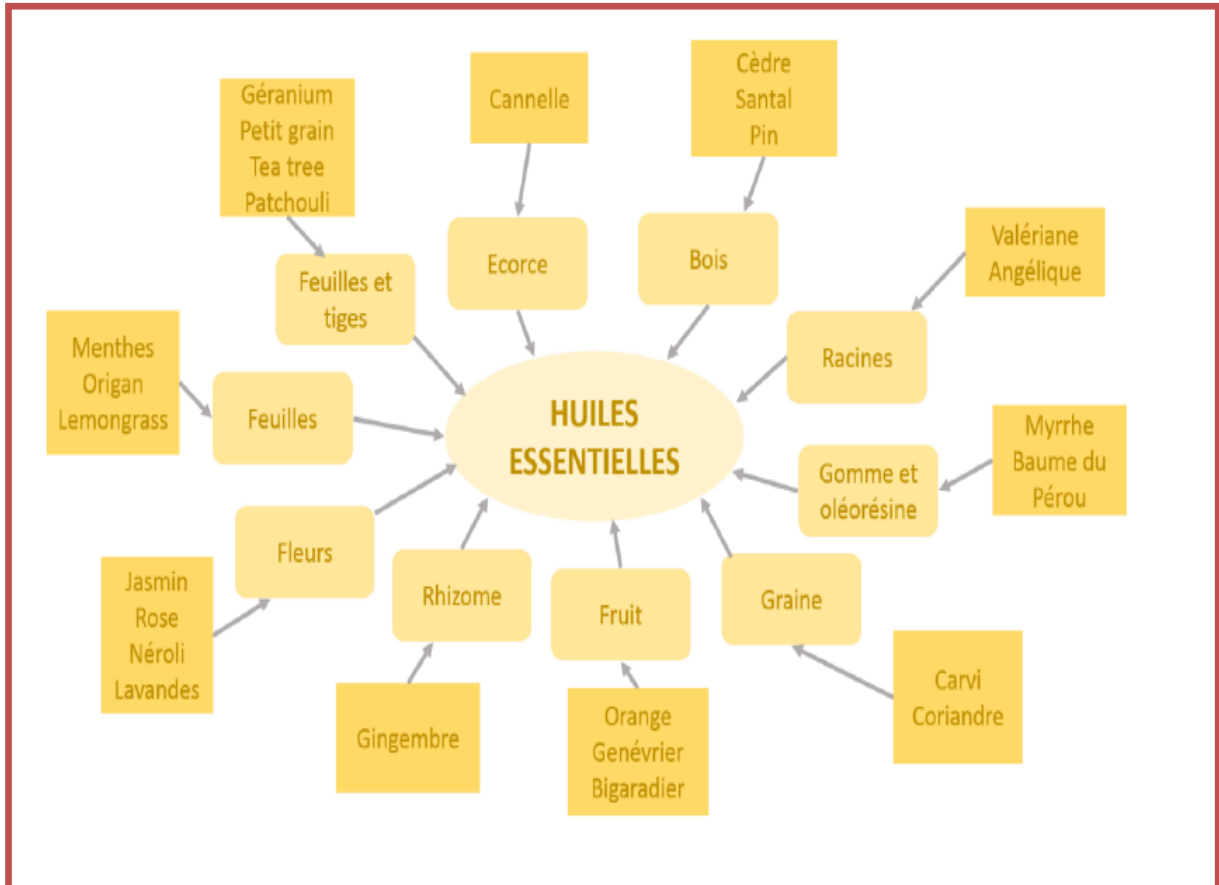 Géranium
Petit grain
Tea tree
Patchouli
Cannelle
Cèdre
Santal
Pin
Valériane
Angélique
Feuilles et
tiges
Ecorce
Bois
Racines
Menthes
Origan
Lemongrass
Feuilles
HUILES
ESSENTIELLES
Gomme et
oléorésine
Myrrhe
Baume du
Pérou
Fleurs
Rhizome
Fruit
Graine
Jasmin
Rose
Néroli
Lavandes
Gingembre
Orange
Genévrier
Bigaradier
Carvi
Coriandre